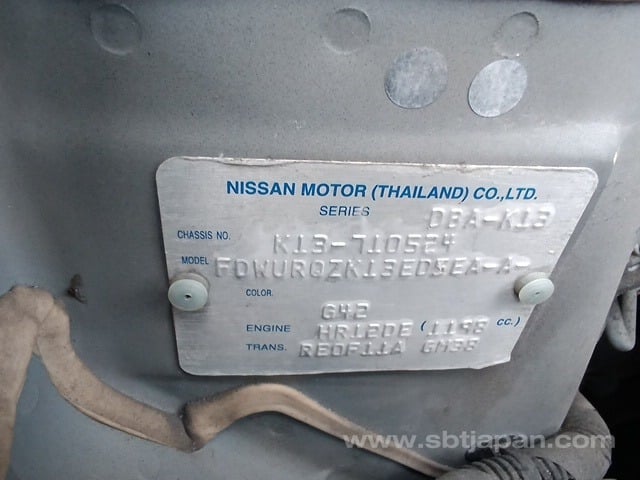 NISSAN MOTOR (THAILAND) CO.,LTD.
SERIES DBA-K13
CHASSIS NO. K13-710524
MODEL FDWURQZK13EDSEA-A-
COLOR.
G42
ENGINE HR12DE (1198 CC.)
TRANS. RE0F11A GM38
www.sbtjapan.com